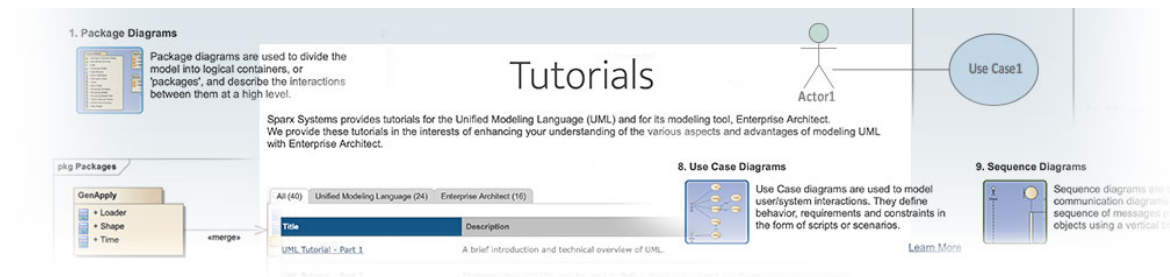 1. Package Diagrams
Package diagrams are used to divide the
model into logical containers, or
'packages', and describe the interactions
between them at a high level.
Tutorials
Actor1
Use Case1
Sparx Systems provides tutorials for the Unified Modeling Language (UML) and for its modeling tool, Enterprise Architect.
We provide these tutorials in the interests of enhancing your understanding of the various aspects and advantages of modeling UML
with Enterprise Architect.
pkg Packages
GenApply
+ Loader
+ Shape
+ Time
«merge»
All (40) Unified Modeling Language (24) Enterprise Architect (16)
Title Description
UML Tutorial - Part 1 A brief introduction and technical overview of UML.
8. Use Case Diagrams
Use Case diagrams are used to model
user/system interactions. They define
behavior, requirements and constraints in
the form of scripts or scenarios.
Learn More
9. Sequence Diagrams
Sequence diagrams are
communication diagrams
sequence of messages
objects using a vertical